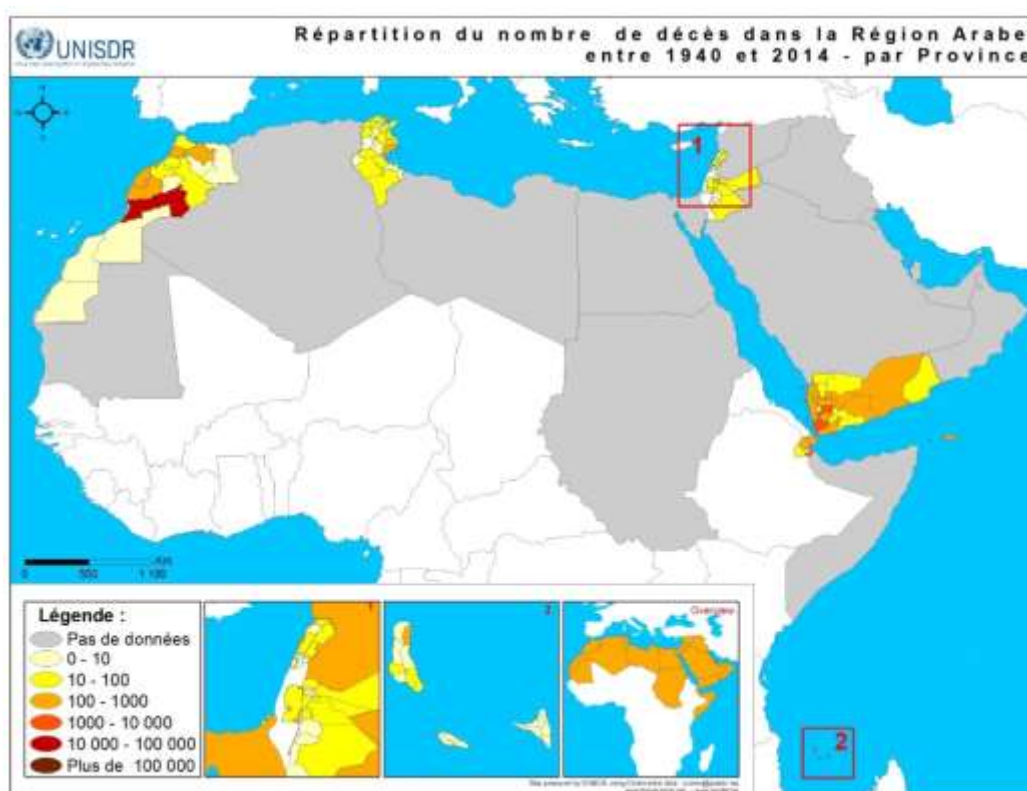 UNISDR
Répartition du nombre de décès dans la Région Arabe
entre 1940 et 2014 - par Province
1
2
0 500 1 100
Légende :
Pas de données
0 - 10
10 - 100
100 - 1000
1000 - 10 000
10 000 - 100 000
Plus de 100 000
1
2
Overview